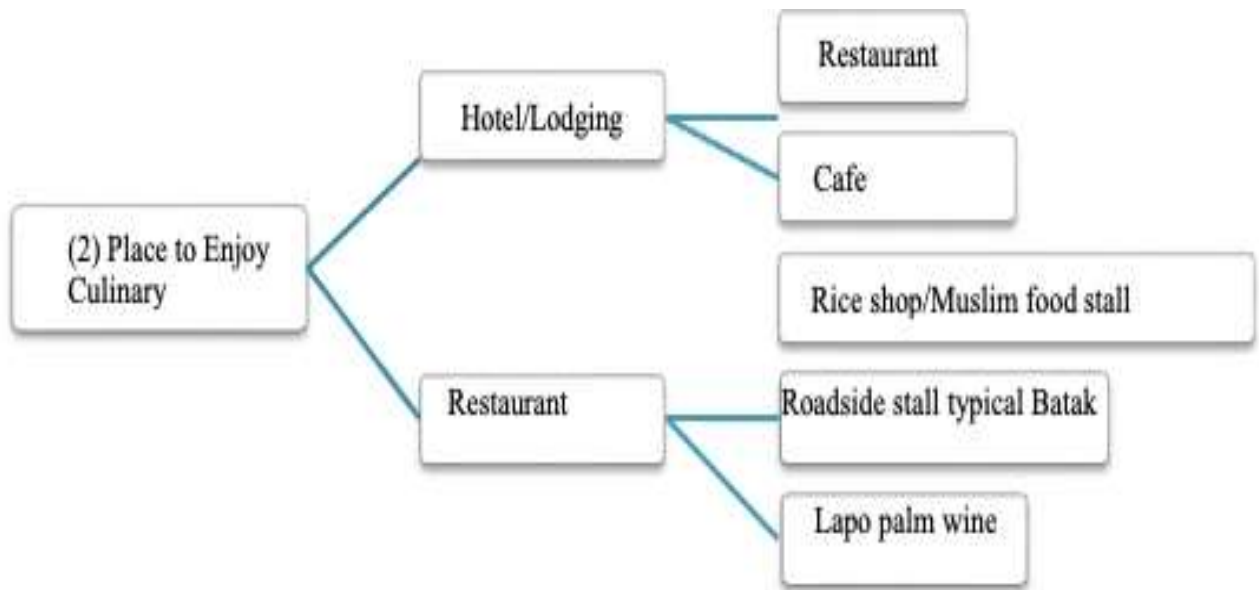 (2) Place to Enjoy
Culinary
Hotel/Lodging
Restaurant
Cafe
Restaurant
Rice shop/Muslim food stall
Roadside stall typical Batak
Lapo palm wine